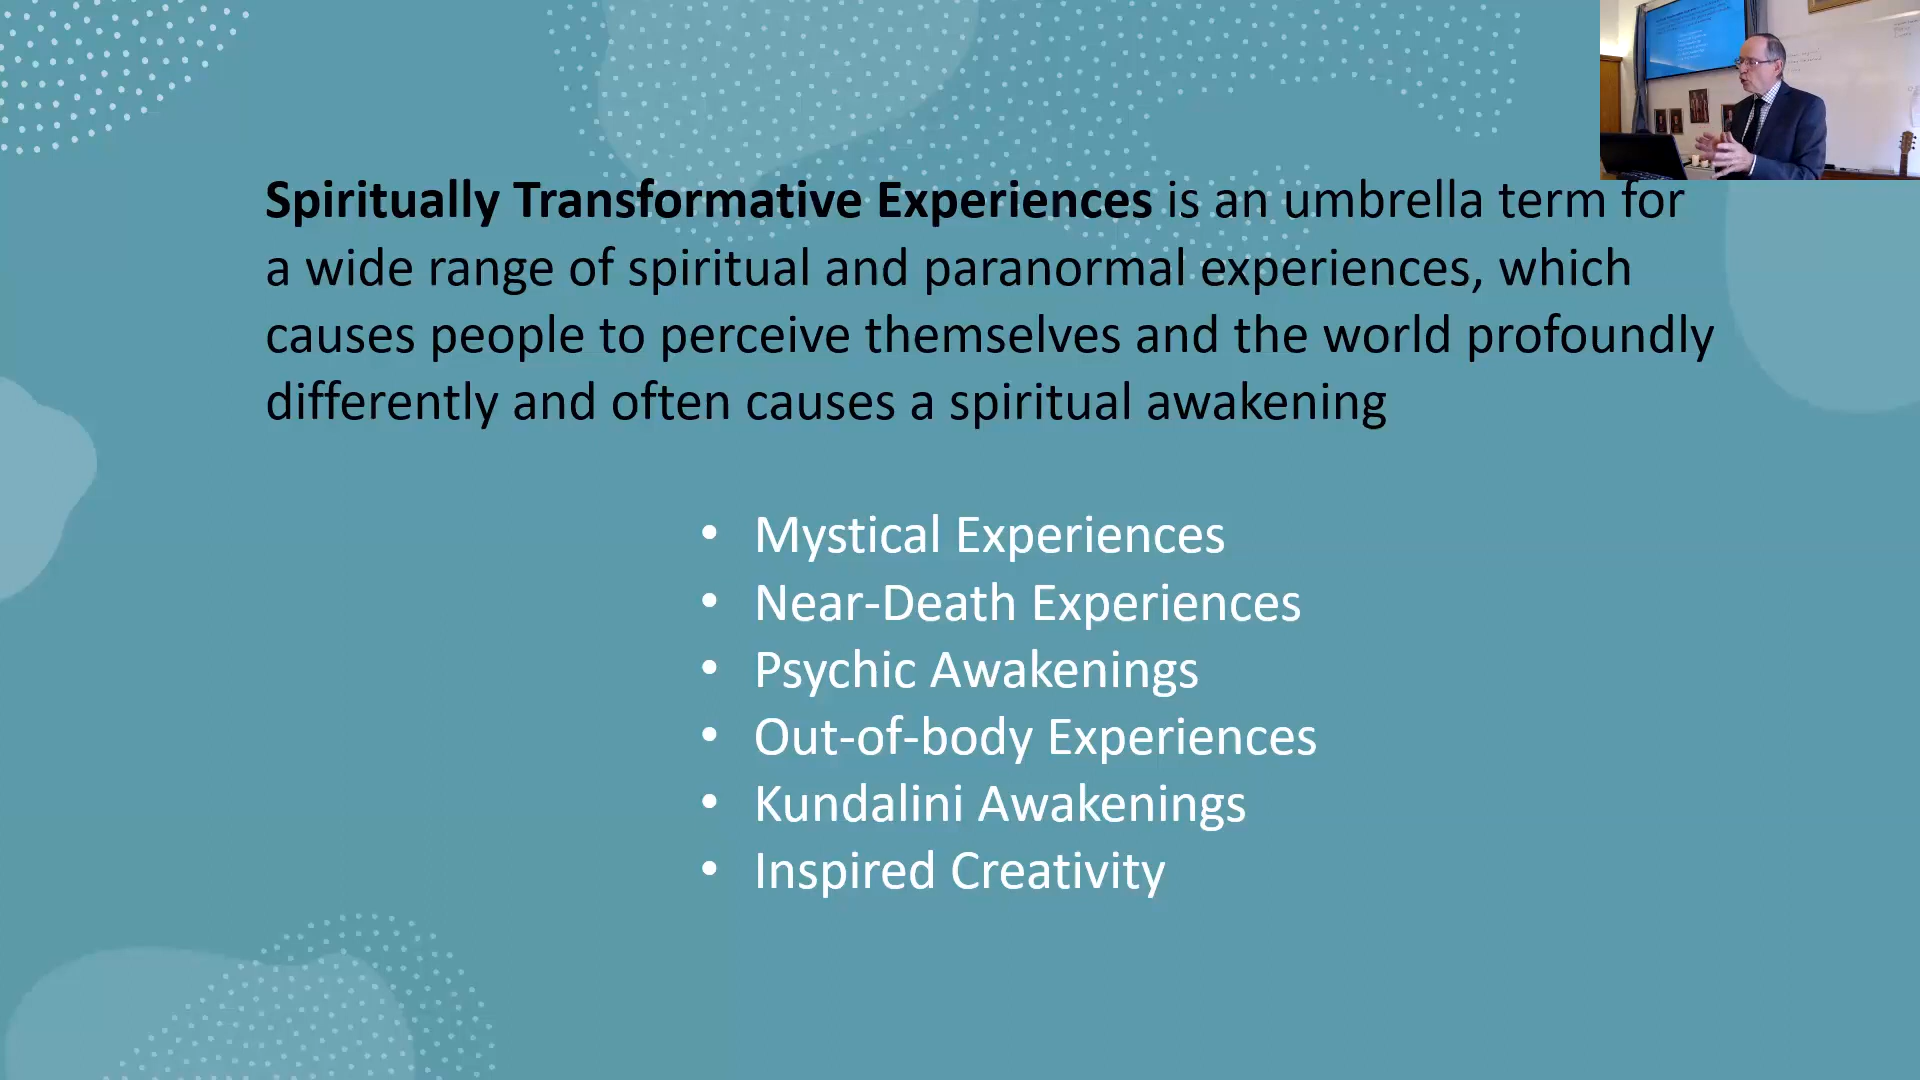 Spiritually Transformative Experiences is an umbrella term for
a wide range of spiritual and paranormal experiences, which
causes people to perceive themselves and the world profoundly
differently and often causes a spiritual awakening
• Mystical Experiences
• Near-Death Experiences
• Psychic Awakenings
• Out-of-body Experiences
• Kundalini Awakenings
• Inspired Creativity